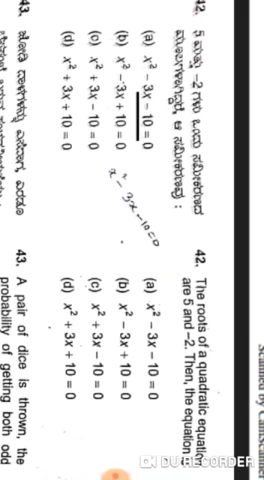 42. 5 ಮತ್ತು –2 ಗಳು ಒಂದು ಸಮೀಕರಣದ
ಮೂಲಗಳಾಗಿದ್ದರೆ, ಆ ಸಮೀಕರಣವು :
(a) x² – 3x – 10 = 0
(b) x² – 3x + 10 = 0
(c) x² + 3x – 10 = 0
(d) x² + 3x + 10 = 0
x² – 3x – 10 = 0
43.
42. The roots of a quadratic equation
are 5 and –2. Then, the equation
(a) x² – 3x – 10 = 0
(b) x² – 3x + 10 = 0
(c) x² + 3x – 10 = 0
(d) x² + 3x + 10 = 0
43. A pair of dice is thrown, the
probability of getting both odd
Scanned by CamScanner
DU RECORDER